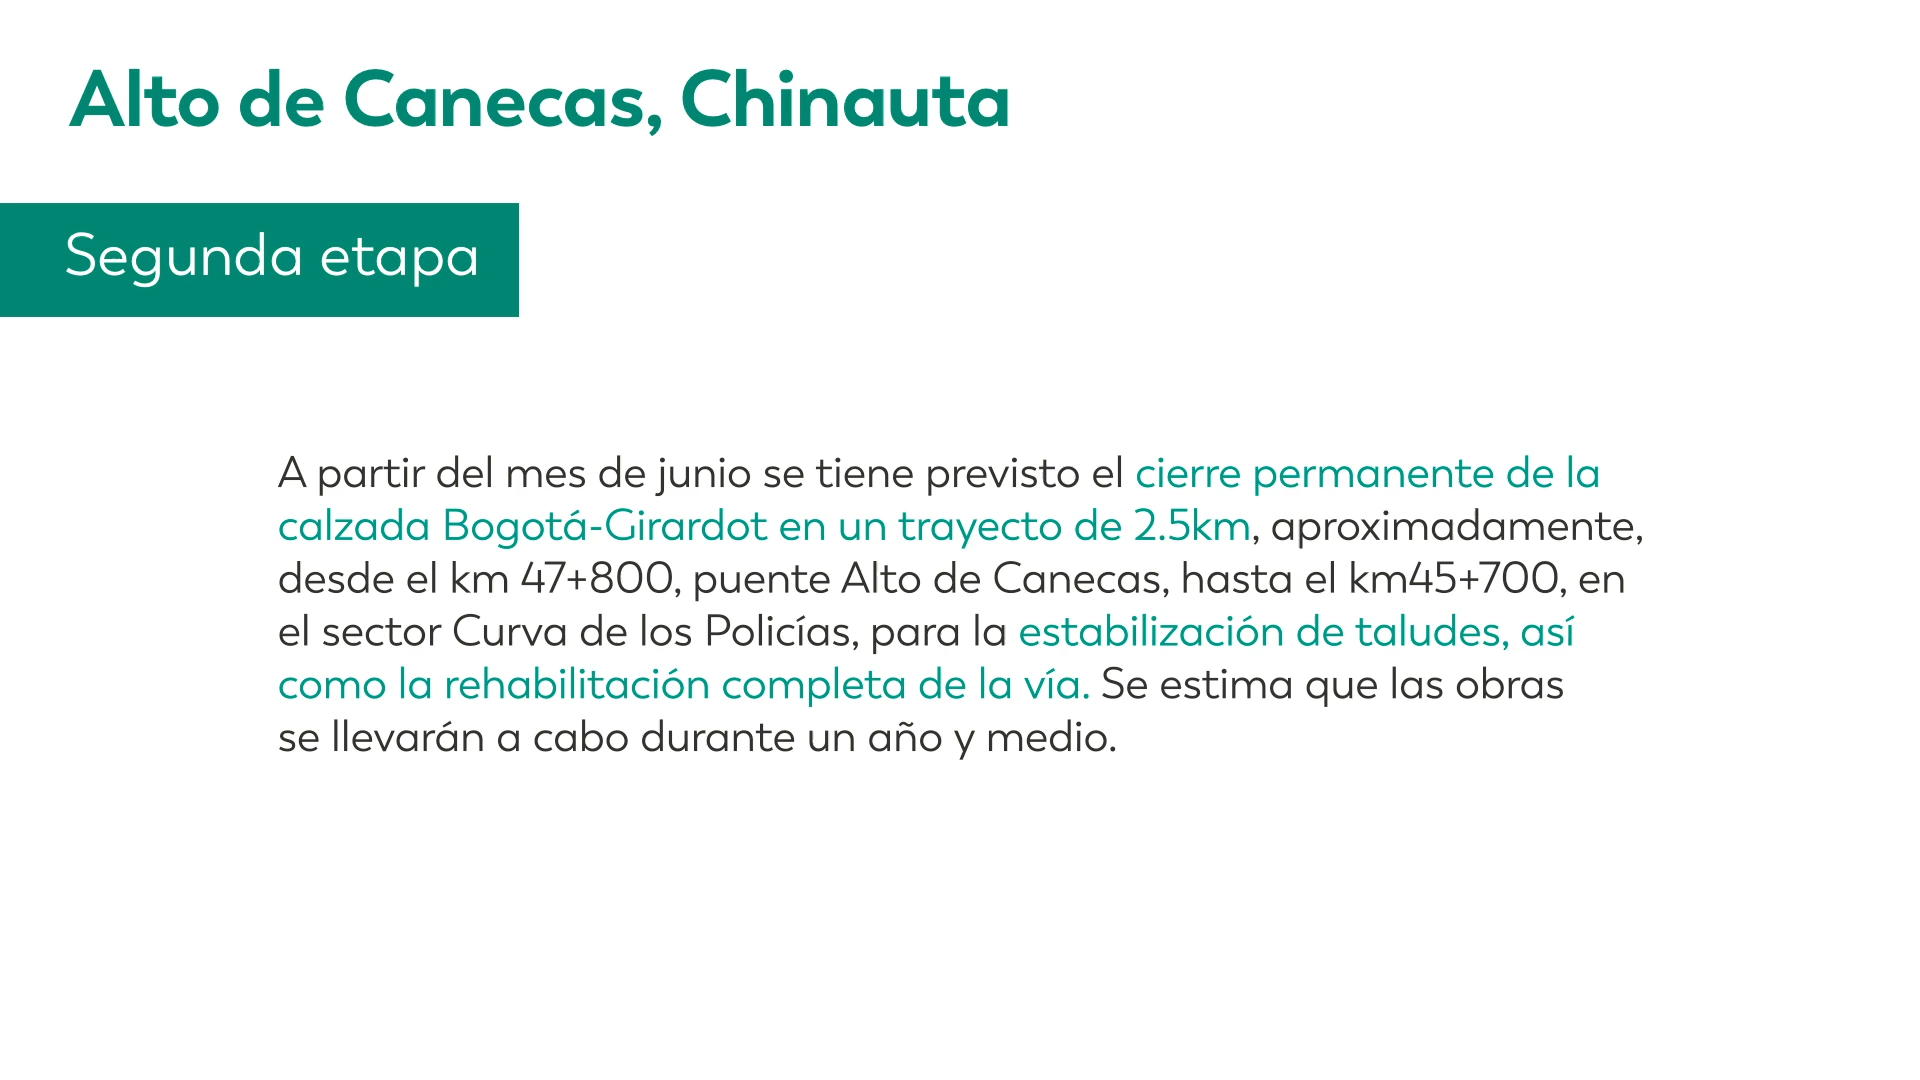 Alto de Canecas, Chinauta
Segunda etapa
A partir del mes de junio se tiene previsto el cierre permanente de la
calzada Bogotá-Girardot en un trayecto de 2.5km, aproximadamente,
desde el km 47+800, puente Alto de Canecas, hasta el km45+700, en
el sector Curva de los Policías, para la estabilización de taludes, así
como la rehabilitación completa de la vía. Se estima que las obras
se llevarán a cabo durante un año y medio.